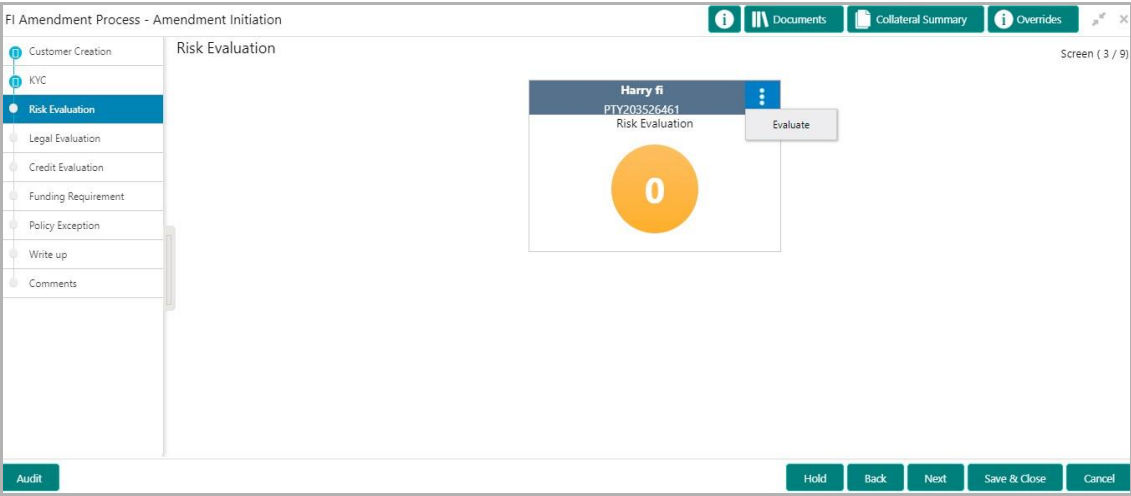 FI Amendment Process - Amendment Initiation
Documents
Collateral Summary
Overrides
Customer Creation
KYC
Risk Evaluation
Legal Evaluation
Credit Evaluation
Funding Requirement
Policy Exception
Write up
Comments
Risk Evaluation
Screen ( 3 / 9)
Harry fi
PTY203526461
Risk Evaluation
Evaluate
0
Audit
Hold
Back
Next
Save & Close
Cancel